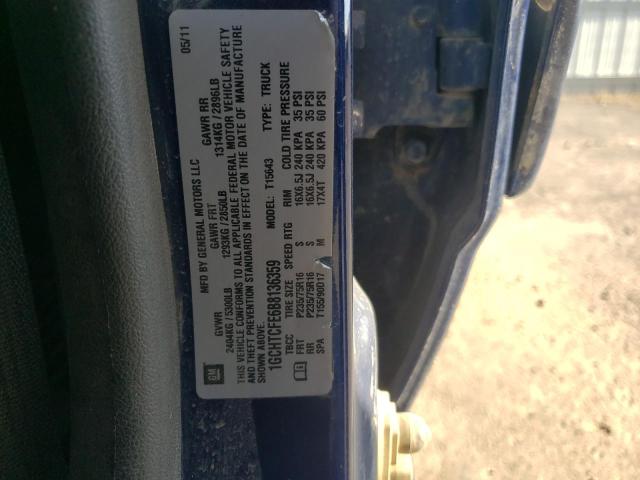 MFD BY GENERAL MOTORS LLC 05/11
GVWR GAWR FRT GAWR RR
2404KG / 5300LB 1293KG / 2850LB 1314KG / 2896LB
THIS VEHICLE CONFORMS TO ALL APPLICABLE FEDERAL MOTOR VEHICLE SAFETY
AND THEFT PREVENTION STANDARDS IN EFFECT ON THE DATE OF MANUFACTURE
SHOWN ABOVE.
1GCHTCFE6B8136359 MODEL: T15643 TYPE: TRUCK
TBCC TIRE SIZE SPEED RTG RIM COLD TIRE PRESSURE
FRT P235/75R16 S 16X6.5J 240 KPA 35 PSI
RR P235/75R16 S 16X6.5J 240 KPA 35 PSI
SPA T155/90D17 M 17X4T 420 KPA 60 PSI
GM